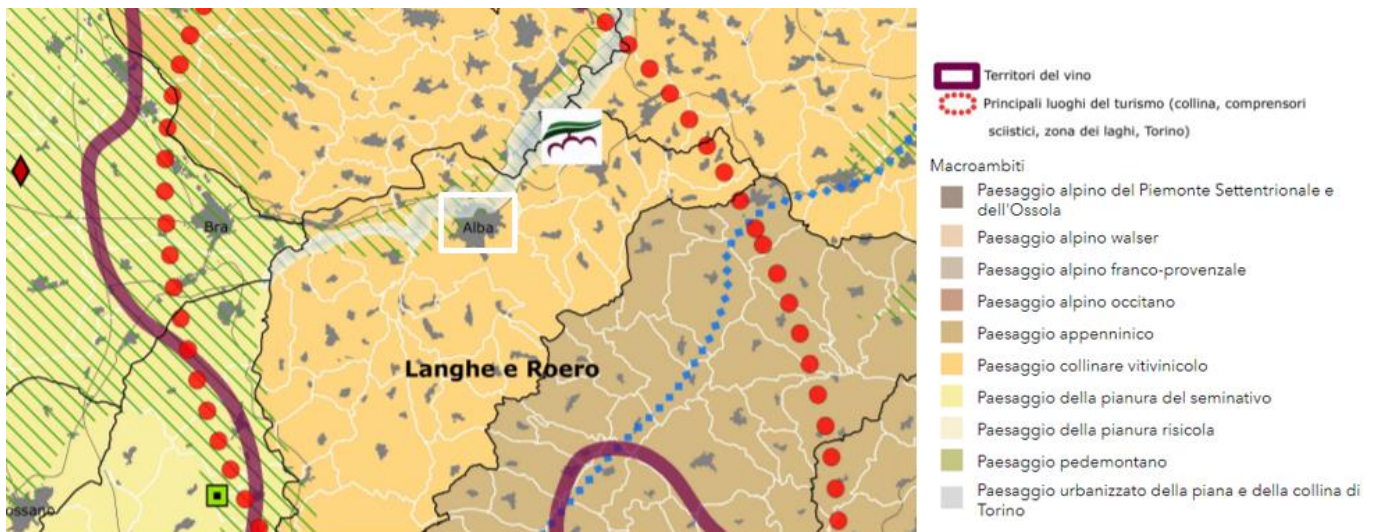 Bra
Alba
Langhe e Roero
ossano
Territori del vino
Principali luoghi del turismo (collina, comprensori
sciistici, zona dei laghi, Torino)
Macroambiti
Paesaggio alpino del Piemonte Settentrionale e
dell'Ossola
Paesaggio alpino walser
Paesaggio alpino franco-provenzale
Paesaggio alpino occitano
Paesaggio appenninico
Paesaggio collinare vitivinicolo
Paesaggio della pianura del seminativo
Paesaggio della pianura risicola
Paesaggio pedemontano
Paesaggio urbanizzato della piana e della collina di
Torino